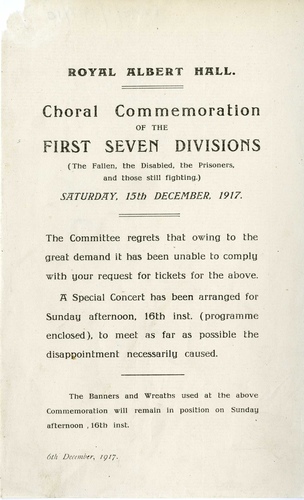 ROYAL ALBERT HALL.
Choral Commemoration
OF THE
FIRST SEVEN DIVISIONS
(The Fallen, the Disabled, the Prisoners,
and those still fighting.)
SATURDAY, 15th DECEMBER, 1917.
The Committee regrets that owing to the
great demand it has been unable to comply
with your request for tickets for the above.
A Special Concert has been arranged for
Sunday afternoon, 16th inst. (programme
enclosed), to meet as far as possible the
disappointment necessarily caused.
The Banners and Wreaths used at the above
Commemoration will remain in position on Sunday
afternoon , 16th inst.
6th December, 1917.